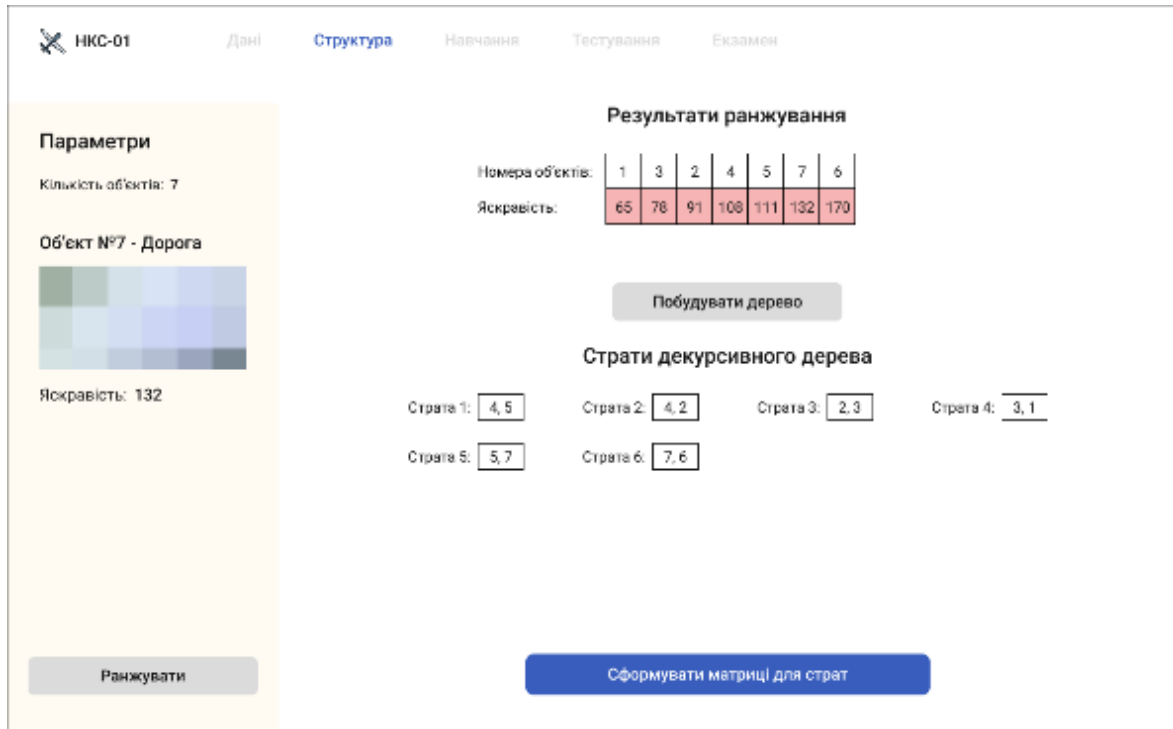 НКС-01 Дані Структура Навчання Тестування Екзамен
Параметри
Кількість об'єктів: 7
Об'єкт №7 - Дорога
Яскравість: 132
Ранжувати
Результати ранжування
Номера об'єктів: 1 3 2 4 5 7 6
Яскравість: 65 78 91 108 111 132 170
Побудувати дерево
Страти декурсивного дерева
Страта 1: 4, 5 Страта 2: 4, 2 Страта 3: 2, 3 Страта 4: 3, 1
Страта 5: 5, 7 Страта 6: 7, 6
Сформувати матриці для страт